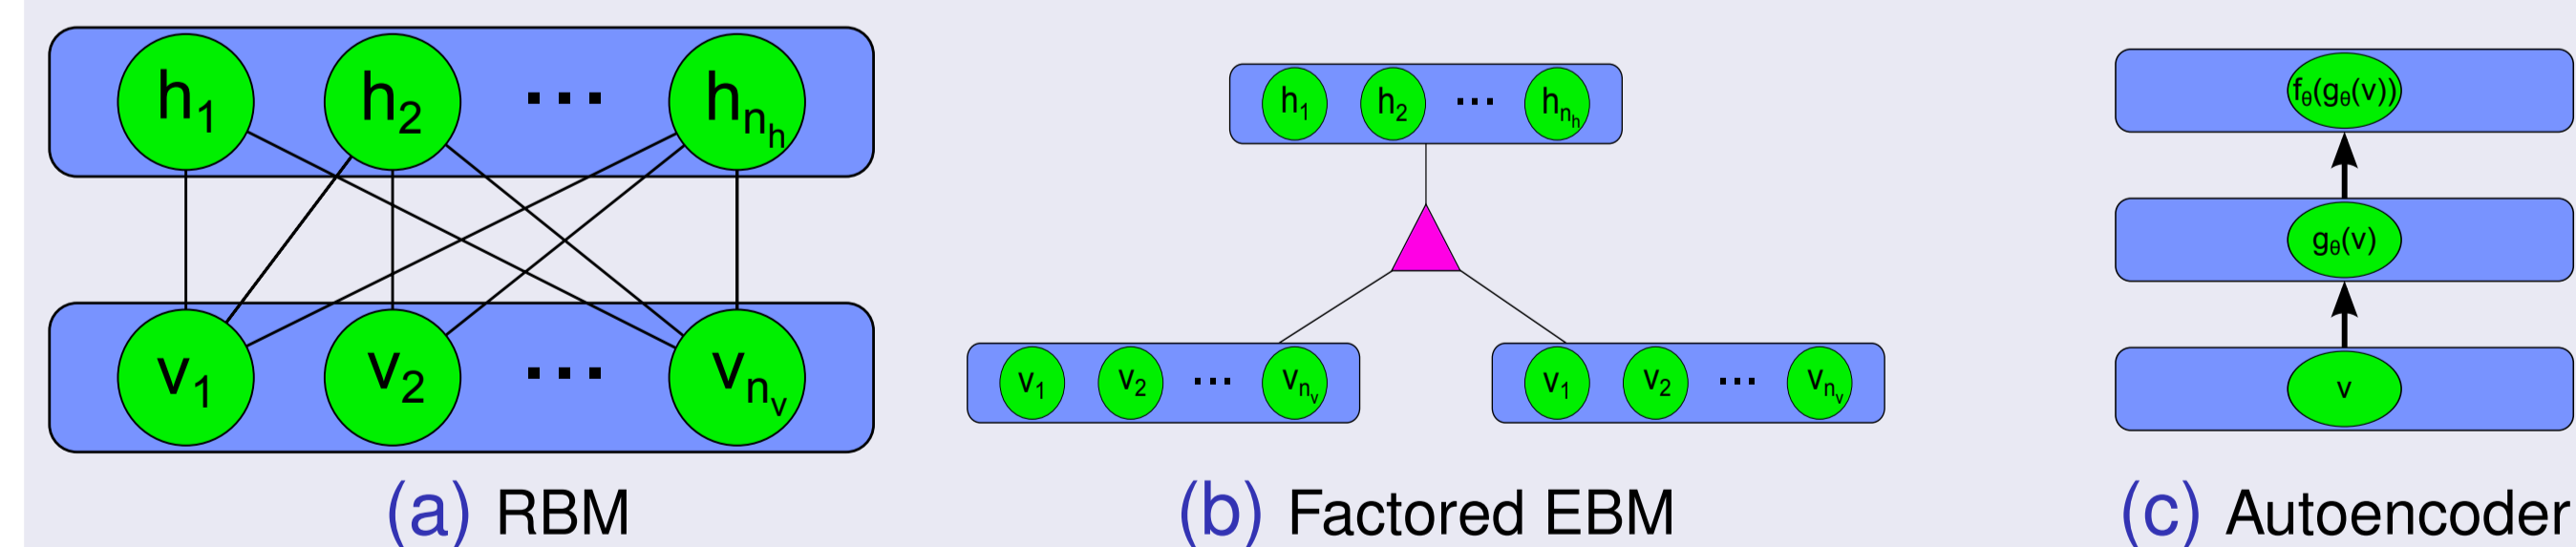 h1 h2 ... hnh
v1 v2 ... vnv
(a) RBM
h1 h2 ... hnh
v1 v2 ... vnv v1 v2 ... vnv
(b) Factored EBM
fθ(gθ(v))
gθ(v)
v
(c) Autoencoder